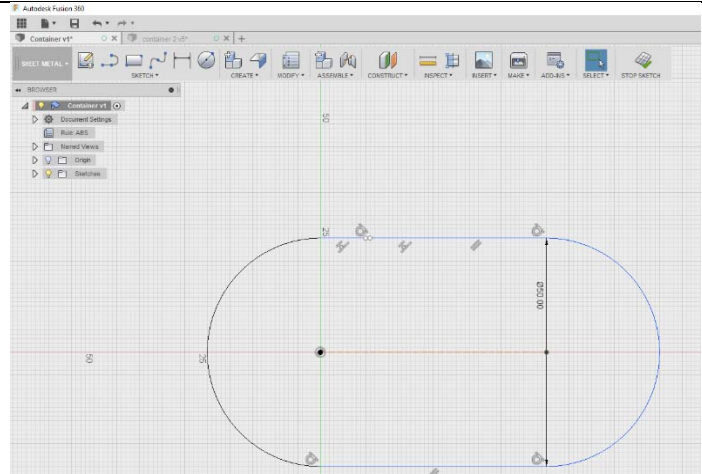 Autodesk Fusion 360
Container v1*
container 2 v8*
SHEET METAL
SKETCH
CREATE
MODIFY
ASSEMBLE
CONSTRUCT
INSPECT
INSERT
MAKE
ADD-INS
SELECT
STOP SKETCH
BROWSER
Container v1
Document Settings
Rule: ABS
Named Views
Origin
Sketches
50
25
Ø50.00
50
25